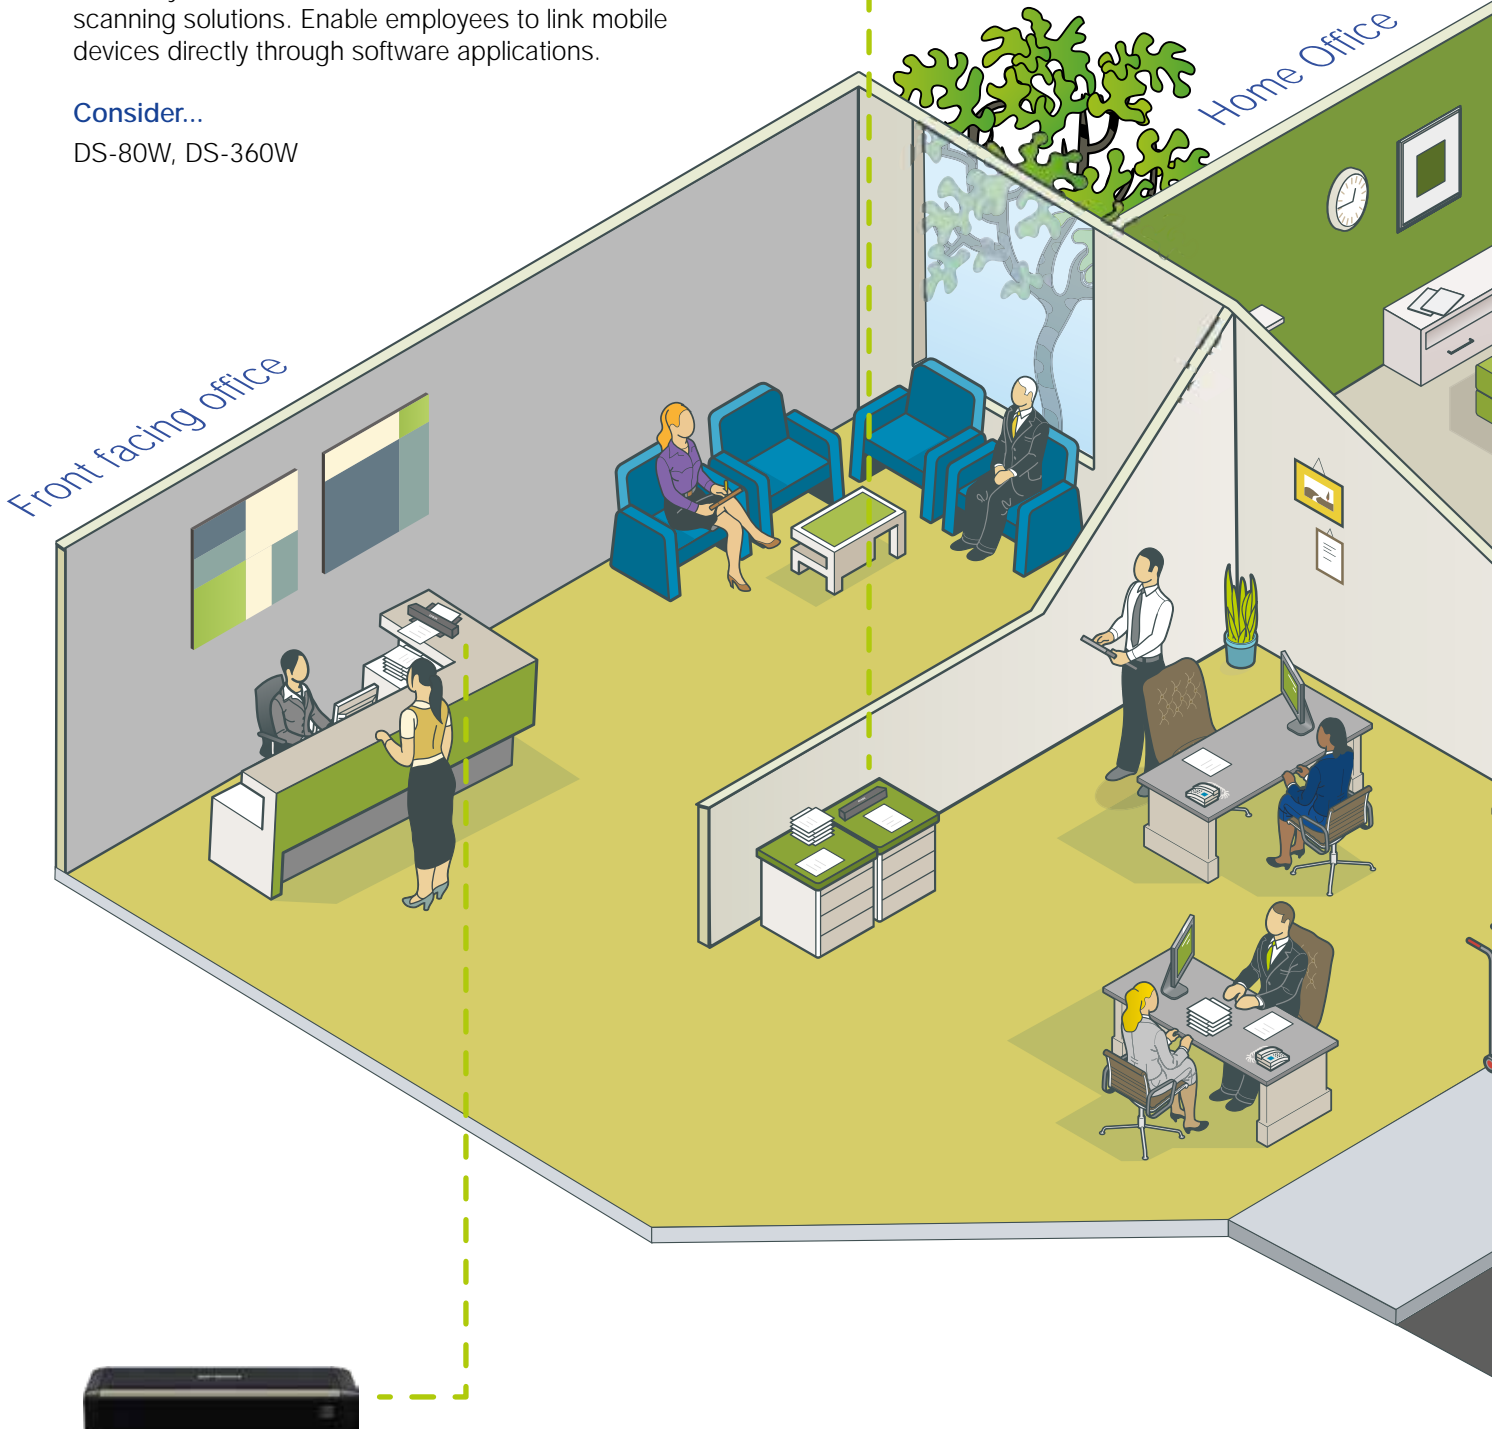 scanning solutions. Enable employees to link mobile
devices directly through software applications.
Consider...
DS-80W, DS-360W
Home Office
Front facing office